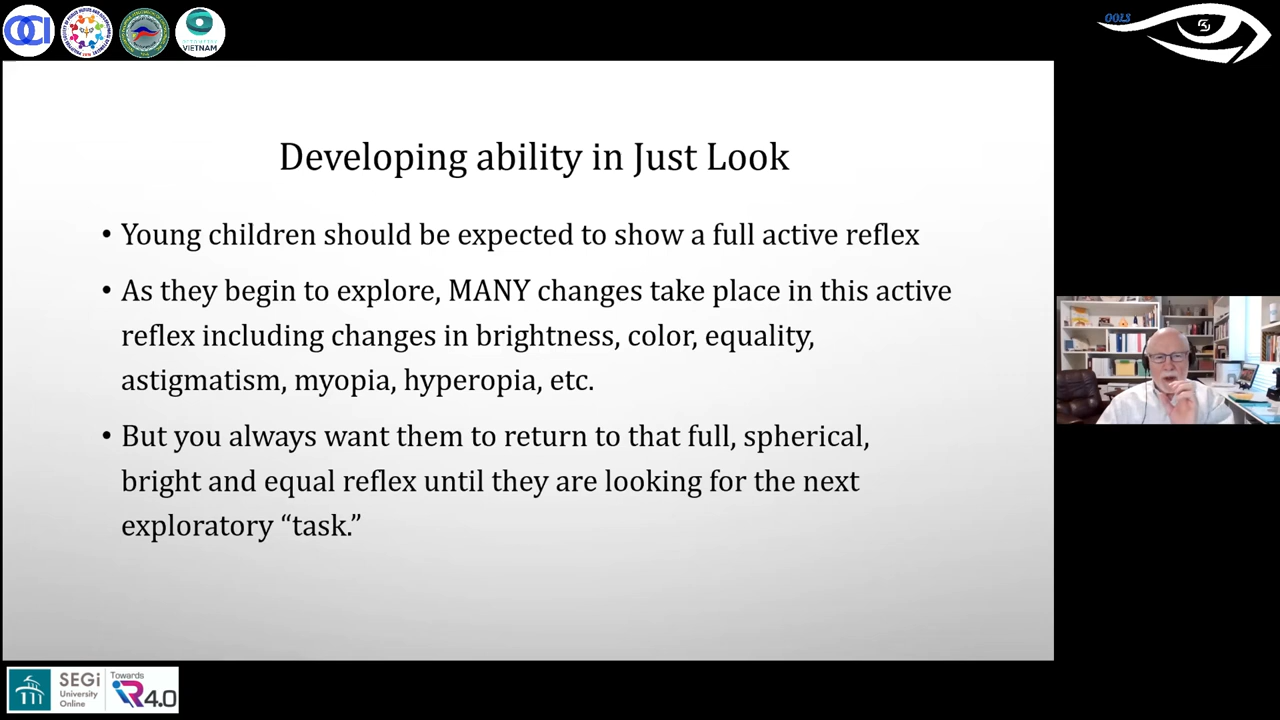 OCI
VIETNAM
OOLS
Developing ability in Just Look
• Young children should be expected to show a full active reflex
• As they begin to explore, MANY changes take place in this active
reflex including changes in brightness, color, equality,
astigmatism, myopia, hyperopia, etc.
• But you always want them to return to that full, spherical,
bright and equal reflex until they are looking for the next
exploratory “task.”
SEGi
University
Online
Towards
iR4.0